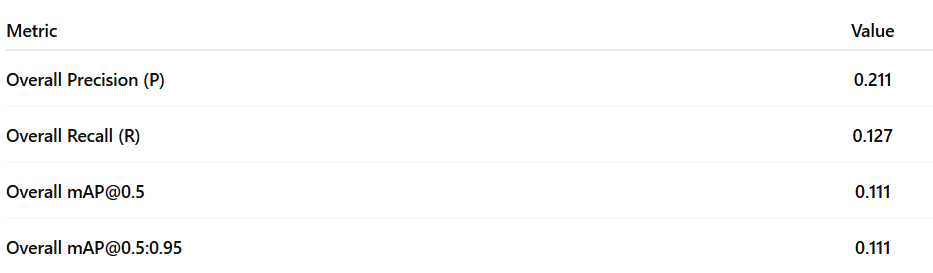 Metric Value
Overall Precision (P) 0.211
Overall Recall (R) 0.127
Overall mAP@0.5 0.111
Overall mAP@0.5:0.95 0.111